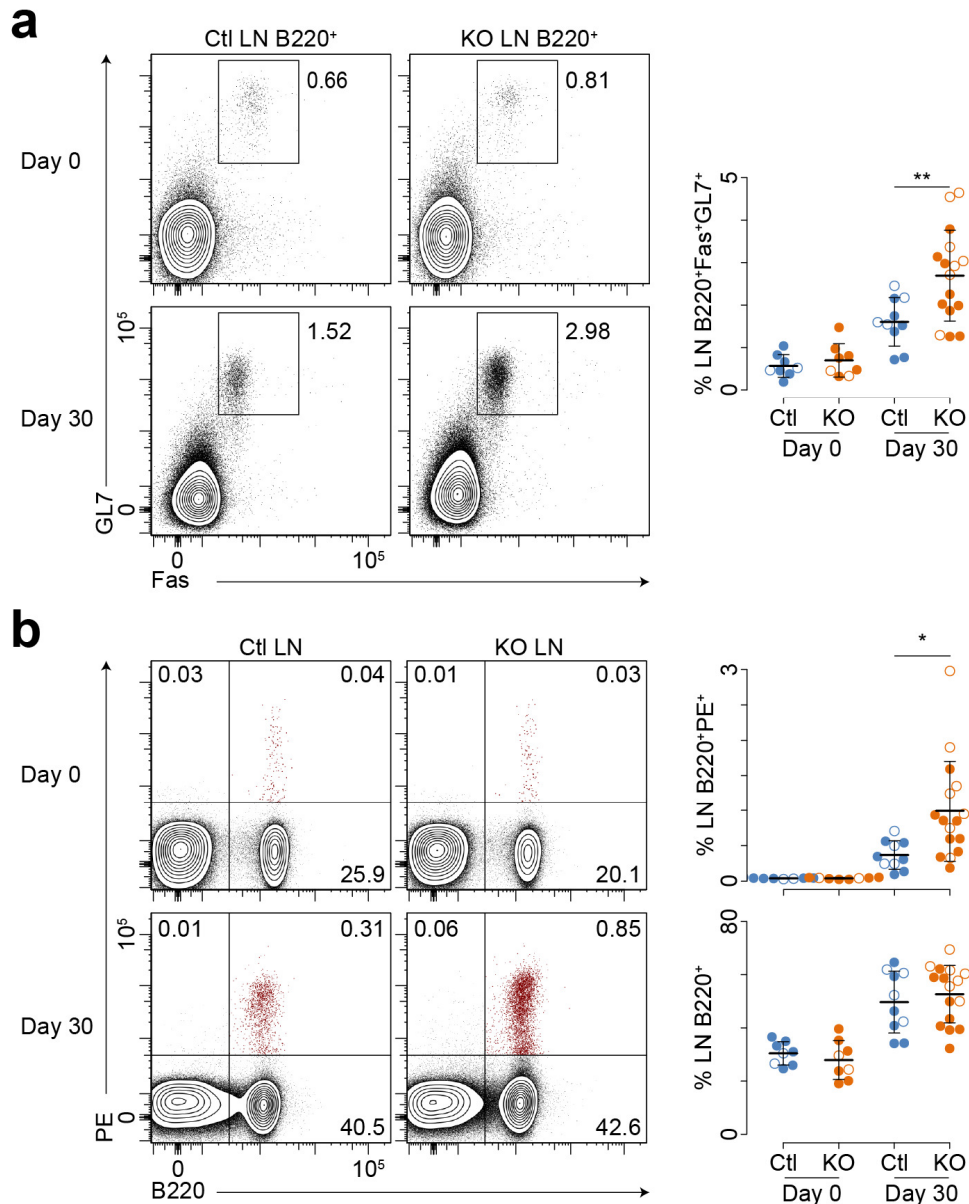 a
Ctl LN B220⁺
KO LN B220⁺
Day 0
0.66
0.81
Day 30
10⁵
1.52
2.98
0
GL7
0
10⁵
Fas
% LN B220⁺Fas⁺GL7⁺
5
**
0
Ctl KO Ctl KO
Day 0 Day 30
b
Ctl LN
KO LN
Day 0
0.03 0.04
0.01 0.03
25.9
20.1
Day 30
10⁵
0.01 0.31
0.06 0.85
0
40.5
42.6
PE
0
10⁵
B220
% LN B220⁺PE⁺
3
*
0
% LN B220⁺
80
0
Ctl KO Ctl KO
Day 0 Day 30